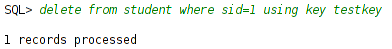 SQL> delete from student where sid=1 using key testkey
1 records processed